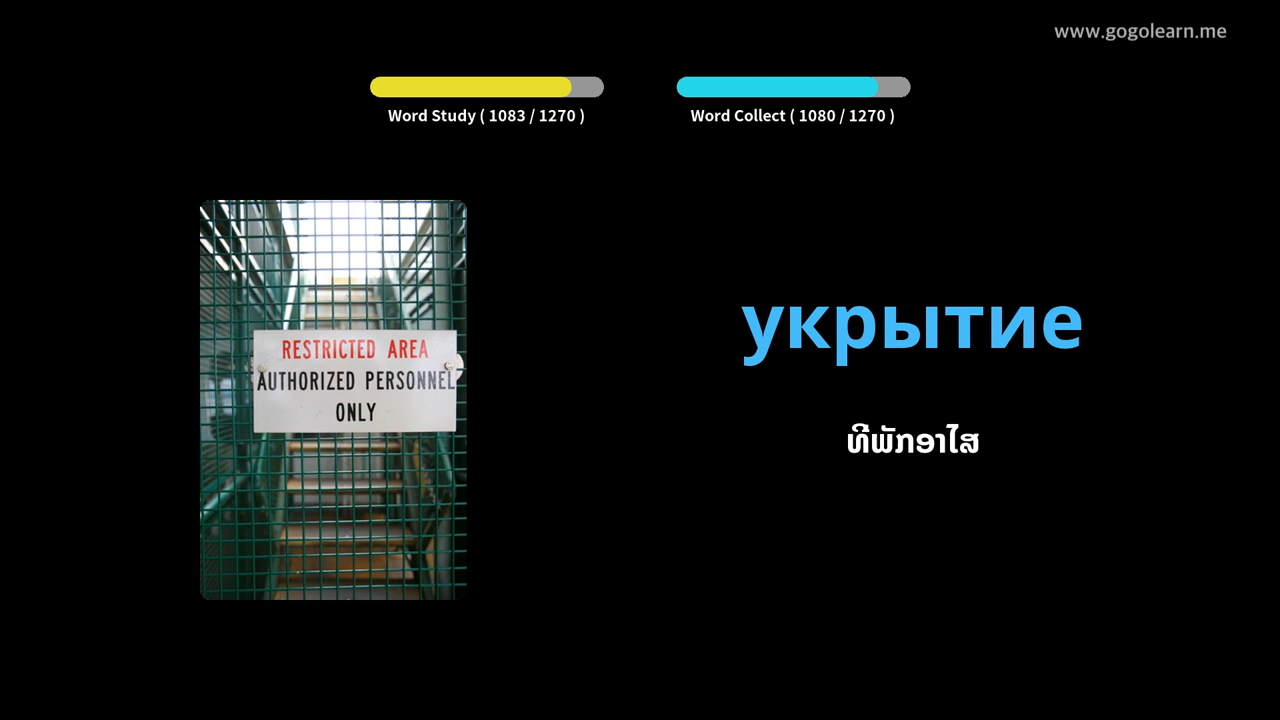 www.gogolearn.me
Word Study ( 1083 / 1270 )
Word Collect ( 1080 / 1270 )
RESTRICTED AREA
AUTHORIZED PERSONNEL
ONLY
укрытие
ທີ່ພັກອາໄສ